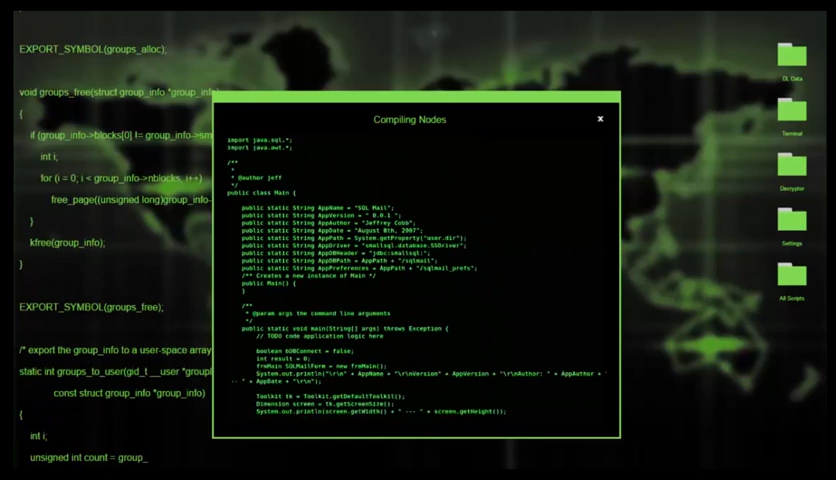 EXPORT_SYMBOL(groups_alloc);
void groups_free(struct group_info *group_info)
{
if (group_info->blocks[0] != group_info->sm
int i;
for (i = 0; i < group_info->nblocks; i++)
free_page((unsigned long)group_info-
}
kfree(group_info);
}
EXPORT_SYMBOL(groups_free);
/* export the group_info to a user-space array
static int groups_to_user(gid_t __user *groupl
const struct group_info *group_info)
{
int i;
unsigned int count = group_
Compiling Nodes
x
import java.sql.*;
import java.awt.*;
/**
*
* @author jeff
*/
public class Main {
public static String AppName = "SQL Mail";
public static String AppVersion = " 0.0.1 ";
public static String AppAuthor = "Jeffrey Cobb";
public static String AppDate = "August 8th, 2007";
public static String AppPath = System.getProperty("user.dir");
public static String AppDriver = "smallsql.database.SSDriver";
public static String AppDBHeader = "jdbc:smallsql:";
public static String AppDBPath = AppPath + "/sqlmail";
public static String AppPreferences = AppPath + "/sqlmail_prefs";
/** Creates a new instance of Main */
public Main() {
}
/**
* @param args the command line arguments
*/
public static void main(String[] args) throws Exception {
// TODO code application logic here
boolean bDBConnect = false;
int result = 0;
frmMain SQLMailForm = new frmMain();
System.out.println("\r\n" + AppName + "\r\nVersion" + AppVersion + "\r\nAuthor: " + AppAuthor + "
-- " + AppDate + "\r\n");
Toolkit tk = Toolkit.getDefaultToolkit();
Dimension screen = tk.getScreenSize();
System.out.println(screen.getWidth() + " --- " + screen.getHeight());
DL Data
Terminal
Decryptor
Settings
All Scripts